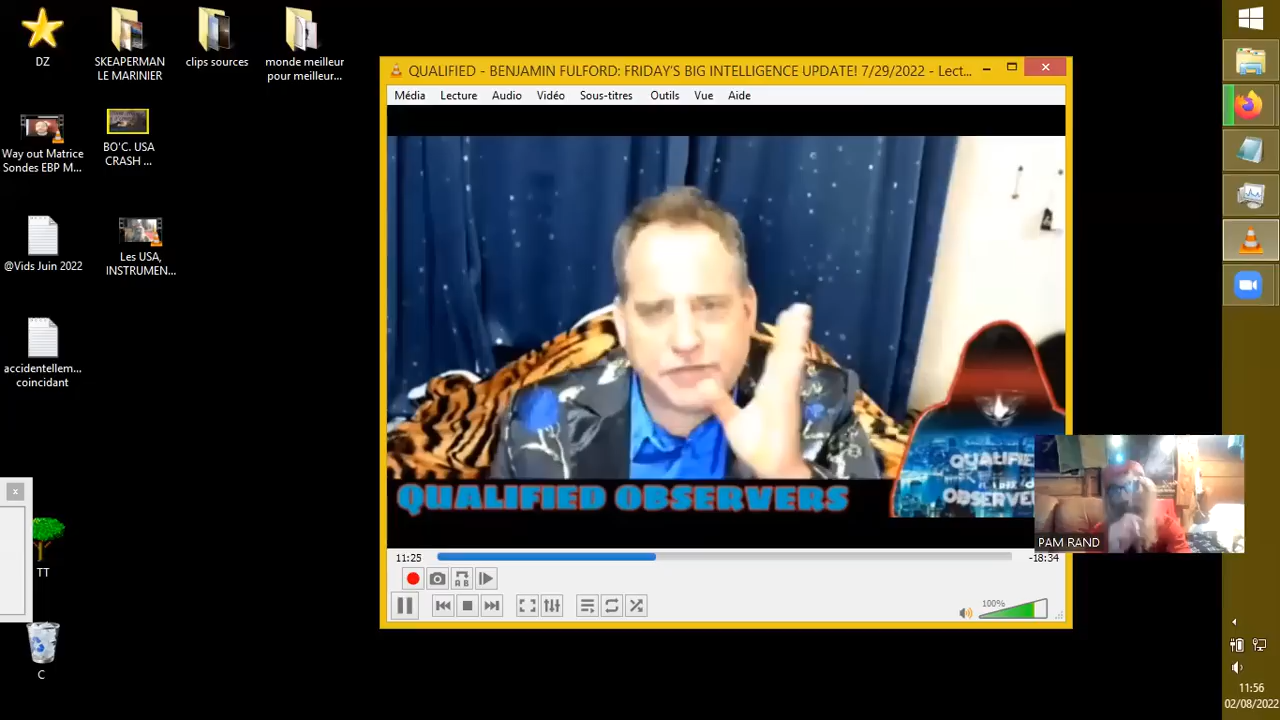 DZ
SKEAPERMAN
LE MARINIER
clips sources
monde meilleur
pour meilleur...
Way out Matrice
Sondes EBP M...
BO'C. USA
CRASH ...
@Vids Juin 2022
Les USA,
INSTRUMEN...
accidentellem...
coincidant
x
TT
C
QUALIFIED - BENJAMIN FULFORD: FRIDAY'S BIG INTELLIGENCE UPDATE! 7/29/2022 - Lect...
Média Lecture Audio Vidéo Sous-titres Outils Vue Aide
QUALIFIED
OBSERVER
QUALIFIED OBSERVERS
PAM RAND
11:25
-18:34
100%
11:56
02/08/2022